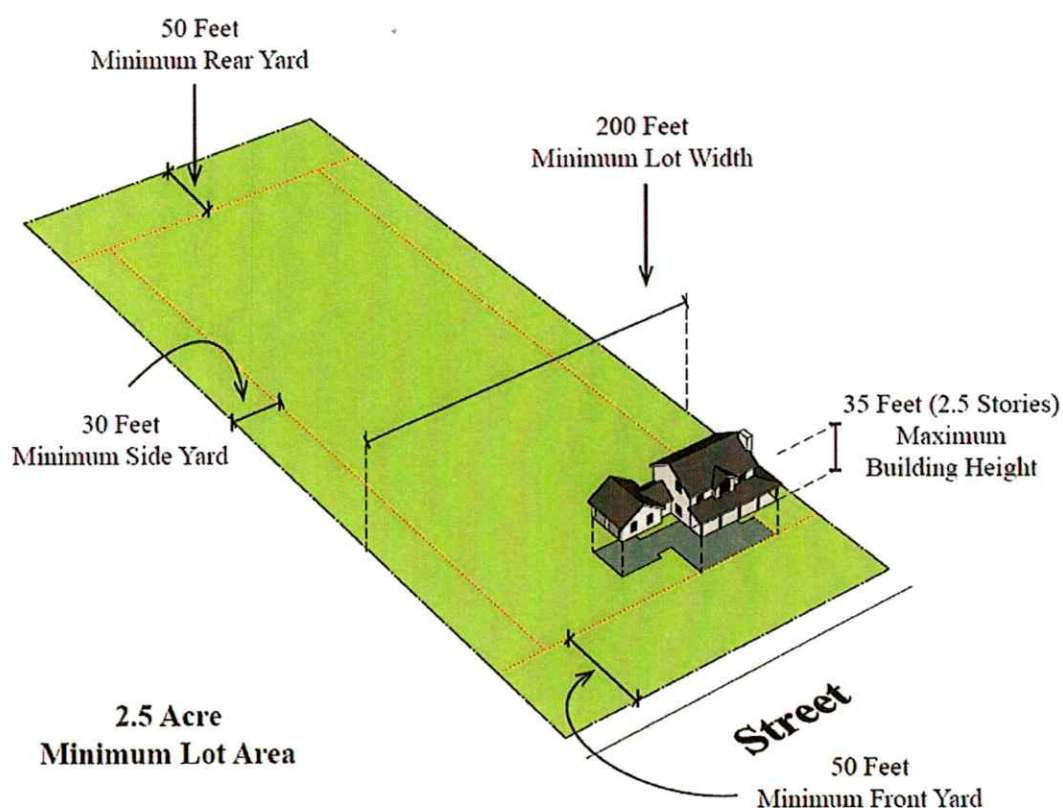 50 Feet
Minimum Rear Yard
200 Feet
Minimum Lot Width
30 Feet
Minimum Side Yard
35 Feet (2.5 Stories)
Maximum
Building Height
2.5 Acre
Minimum Lot Area
Street
50 Feet
Minimum Front Yard